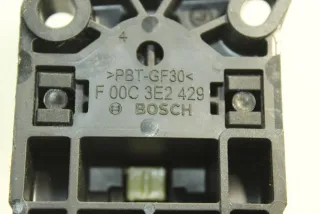 4
>PBT-GF30<
F 00C 3E2 429
BOSCH